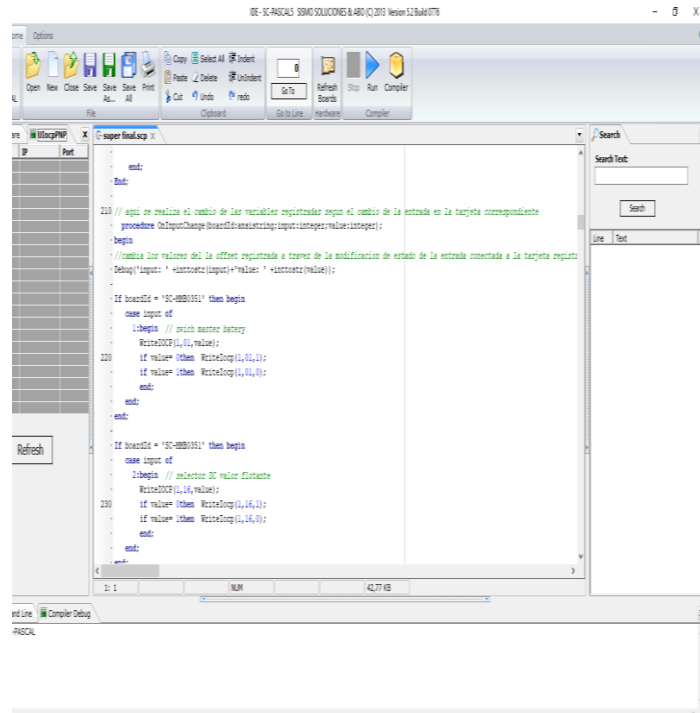 IDE - SC-PASCAL5 SISMO SOLUCIONES & ABO (C) 2013 Version 5.2 Build 0776
ome Options
Open New Close Save Save As... Save All Print
File
Copy Select All Indent
Paste Delete UnIndent
Cut Undo redo
Clipboard
0
Go To
Go to Line
Refresh Boards
Hardware
Stop Run Compiler
Compiler
are UIocpPNP X super final.scp x
IP Port
Refresh
end;
End;
210 // aqui se realiza el cambio de las variables registradas segun el cambio de la entrada en la tarjeta correspondiente
procedure OnInputChange(boardId:ansistring;input:integer;value:integer);
begin
//cambia los valores del la offset registrada a traves de la modificacion de estado de la entrada conectada a la tarjeta registr
Debug('input: ' +inttostr(input)+'value: ' +inttostr(value));
If boardId = 'SC-MMB0351' then begin
case input of
1:begin // swich master batery
WriteIOCP(1,01,value);
220 if value= 0then WriteIocp(1,01,1);
if value= 1then WriteIocp(1,01,0);
end;
end;
end;
If boardId = 'SC-MMB0351' then begin
case input of
2:begin // selector DC valor flotante
WriteIOCP(1,16,value);
230 if value= 0then WriteIocp(1,16,1);
if value= 1then WriteIocp(1,16,0);
end;
end;
end;
1: 1 NUM 42,77 KB
Search
Search Text:
Search
Line Text
and Line Compiler Debug
-PASCAL